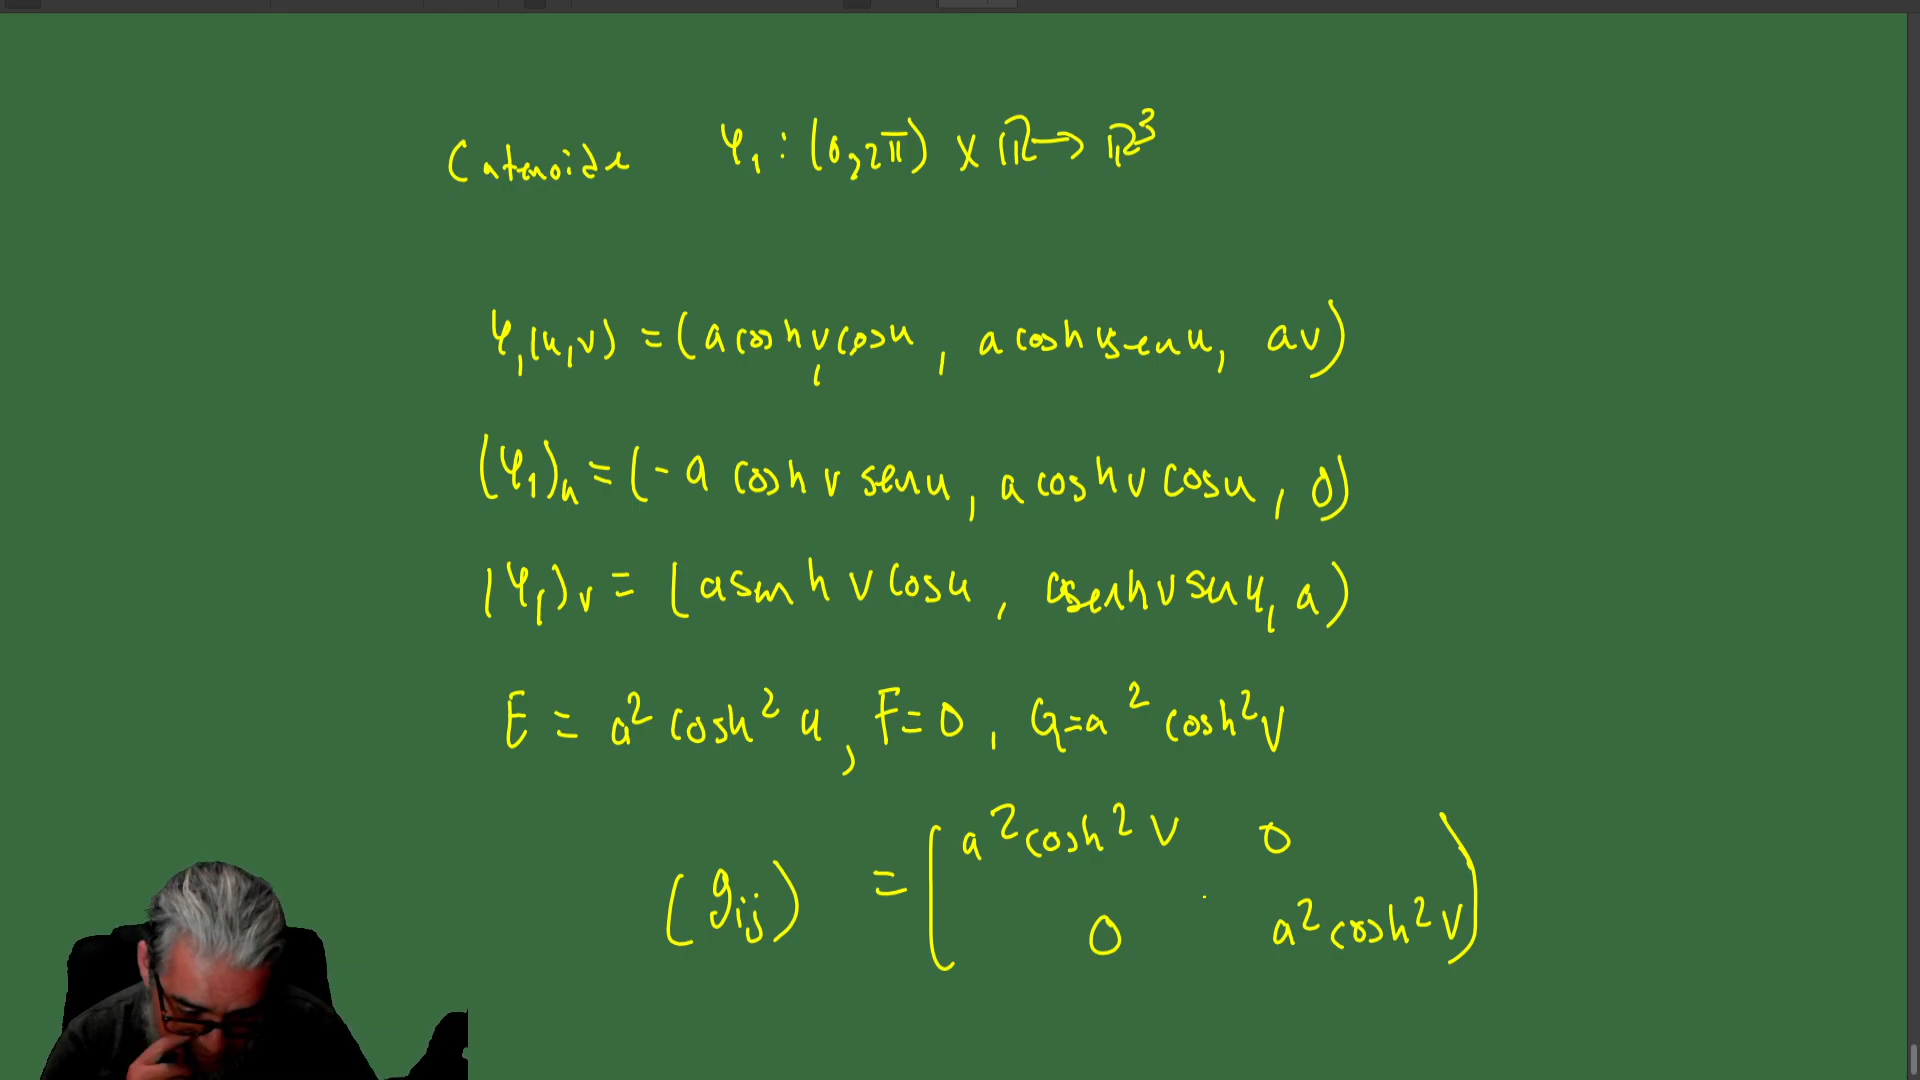 Catenoide φ₁ : (0,2π) × ℝ → ℝ³
φ₁(u,v) = (a cosh v cos u, a cosh v sen u, av)
(φ₁)ᵤ = (- a cosh v sen u, a cosh v cos u, 0)
(φ₁)ᵥ = (a senh v cos u, a senh v sen u, a)
E = a² cosh² u, F = 0, G = a² cosh² v
(gᵢⱼ) = ( a² cosh² v 0
0 a² cosh² v )